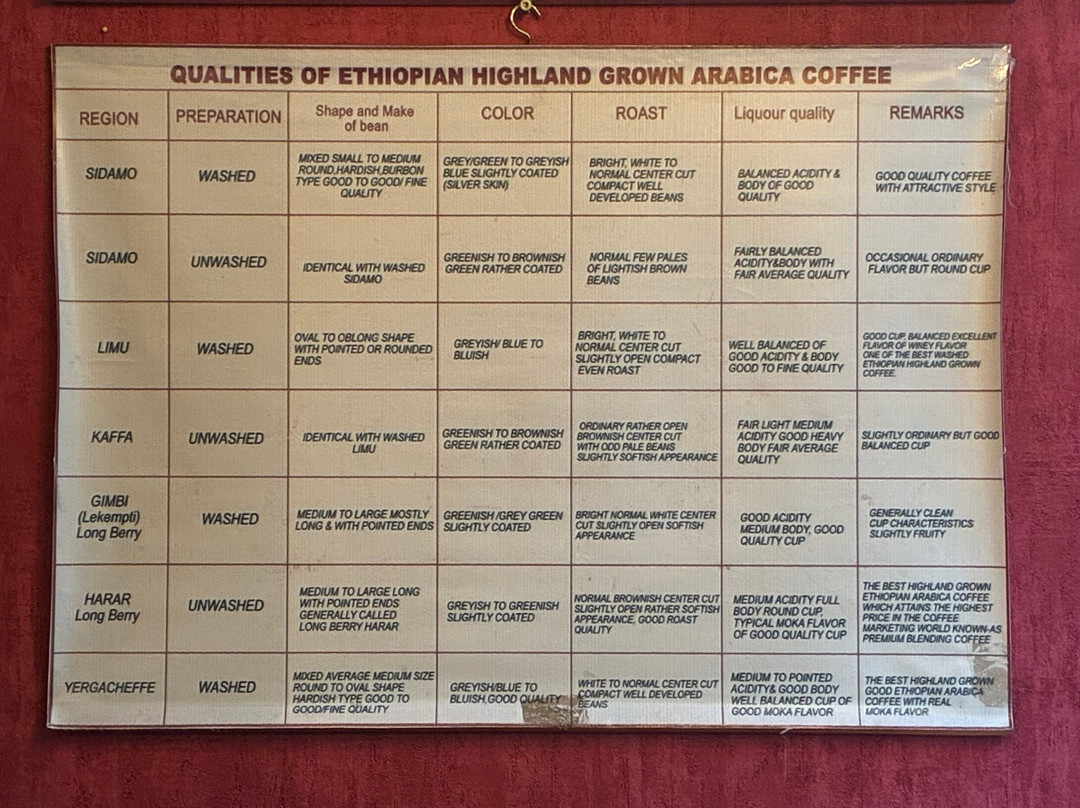 QUALITIES OF ETHIOPIAN HIGHLAND GROWN ARABICA COFFEE
REGION
PREPARATION
Shape and Make
of bean
COLOR
ROAST
Liquour quality
REMARKS
SIDAMO
WASHED
MIXED SMALL TO MEDIUM
ROUND,HARDISH,BURBON
TYPE GOOD TO GOOD/ FINE
QUALITY
GREY/GREEN TO GREYISH
BLUE SLIGHTLY COATED
(SILVER SKIN)
BRIGHT, WHITE TO
NORMAL CENTER CUT
COMPACT WELL
DEVELOPED BEANS
BALANCED ACIDITY &
BODY OF GOOD
QUALITY
GOOD QUALITY COFFEE
WITH ATTRACTIVE STYLE
SIDAMO
UNWASHED
IDENTICAL WITH WASHED
SIDAMO
GREENISH TO BROWNISH
GREEN RATHER COATED
NORMAL FEW PALES
OF LIGHTISH BROWN
BEANS
FAIRLY BALANCED
ACIDITY&BODY WITH
FAIR AVERAGE QUALITY
OCCASIONAL ORDINARY
FLAVOR BUT ROUND CUP
LIMU
WASHED
OVAL TO OBLONG SHAPE
WITH POINTED OR ROUNDED
ENDS
GREYISH/ BLUE TO
BLUISH
BRIGHT, WHITE TO
NORMAL CENTER CUT
SLIGHTLY OPEN COMPACT
EVEN ROAST
WELL BALANCED OF
GOOD ACIDITY & BODY
GOOD TO FINE QUALITY
GOOD CUP, BALANCED EXCELLENT
FLAVOR OF WINEY FLAVOR
ONE OF THE BEST WASHED
ETHIOPIAN HIGHLAND GROWN
COFFEE.
KAFFA
UNWASHED
IDENTICAL WITH WASHED
LIMU
GREENISH TO BROWNISH
GREEN RATHER COATED
ORDINARY RATHER OPEN
BROWNISH CENTER CUT
WITH ODD PALE BEANS
SLIGHTLY SOFTISH APPEARANCE
FAIR LIGHT MEDIUM
ACIDITY GOOD HEAVY
BODY FAIR AVERAGE
QUALITY
SLIGHTLY ORDINARY BUT GOOD
BALANCED CUP
GIMBI
(Lekempti)
Long Berry
WASHED
MEDIUM TO LARGE MOSTLY
LONG & WITH POINTED ENDS
GREENISH /GREY GREEN
SLIGHTLY COATED
BRIGHT NORMAL WHITE CENTER
CUT SLIGHTLY OPEN SOFTISH
APPEARANCE
GOOD ACIDITY
MEDIUM BODY, GOOD
QUALITY CUP
GENERALLY CLEAN
CUP CHARACTERISTICS
SLIGHTLY FRUITY
HARAR
Long Berry
UNWASHED
MEDIUM TO LARGE LONG
WITH POINTED ENDS
GENERALLY CALLED
LONG BERRY HARAR
GREYISH TO GREENISH
SLIGHTLY COATED
NORMAL BROWNISH CENTER CUT
SLIGHTLY OPEN RATHER SOFTISH
APPEARANCE, GOOD ROAST
QUALITY
MEDIUM ACIDITY FULL
BODY ROUND CUP,
TYPICAL MOKA FLAVOR
OF GOOD QUALITY CUP
THE BEST HIGHLAND GROWN
ETHIOPIAN ARABICA COFFEE
WHICH ATTAINS THE HIGHEST
PRICE IN THE COFFEE
MARKETING WORLD KNOWN-AS
PREMIUM BLENDING COFFEE
YERGACHEFFE
WASHED
MIXED AVERAGE MEDIUM SIZE
ROUND TO OVAL SHAPE
HARDISH TYPE GOOD TO
GOOD/FINE QUALITY
GREYISH/BLUE TO
BLUISH,GOOD QUALITY
WHITE TO NORMAL CENTER CUT
COMPACT WELL DEVELOPED
BEANS
MEDIUM TO POINTED
ACIDITY& GOOD BODY
WELL BALANCED CUP OF
GOOD MOKA FLAVOR
THE BEST HIGHLAND GROWN
GOOD ETHIOPIAN ARABICA
COFFEE WITH REAL
MOKA FLAVOR